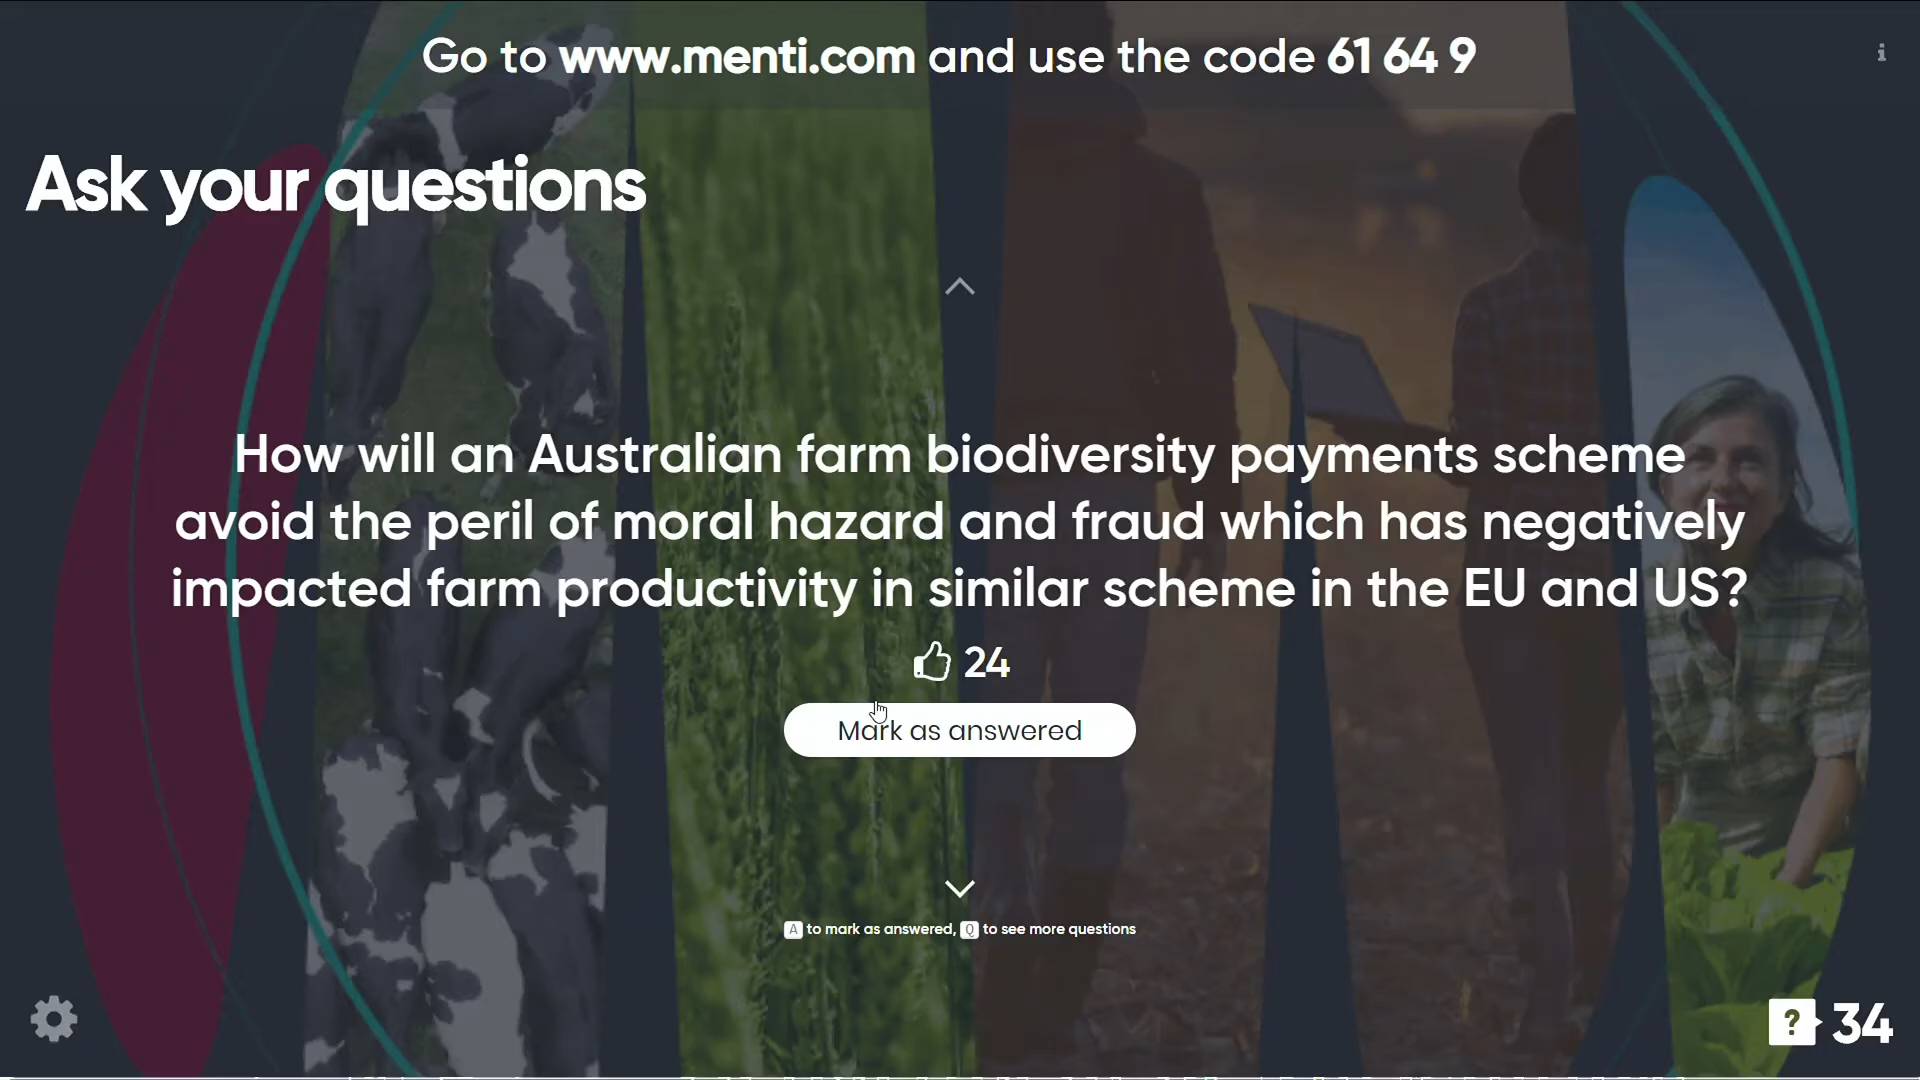 Go to www.menti.com and use the code 61 64 9
Ask your questions
How will an Australian farm biodiversity payments scheme
avoid the peril of moral hazard and fraud which has negatively
impacted farm productivity in similar scheme in the EU and US?
24
Mark as answered
A to mark as answered, Q to see more questions
? 34